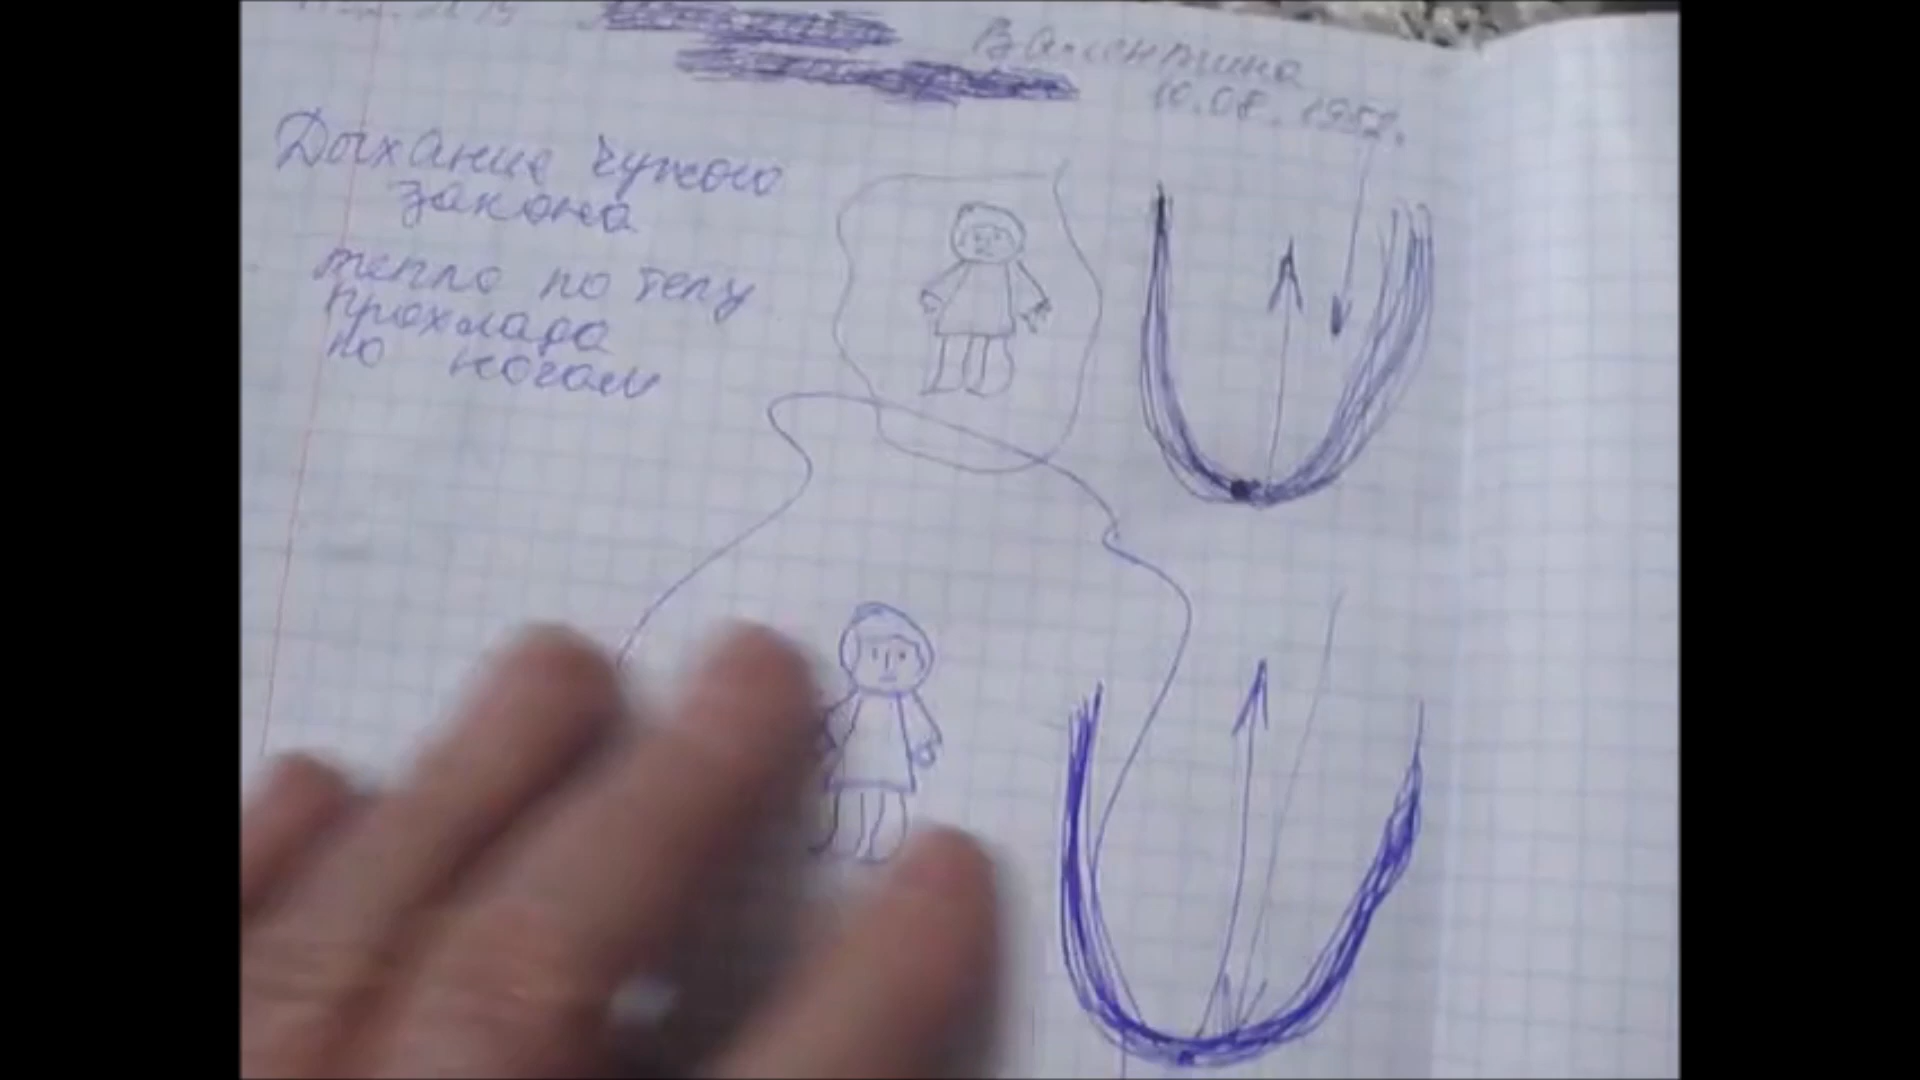 Валентина
10.08.1952.
Дыхание чужого
закона
тепло по телу
прохлада
по ногам